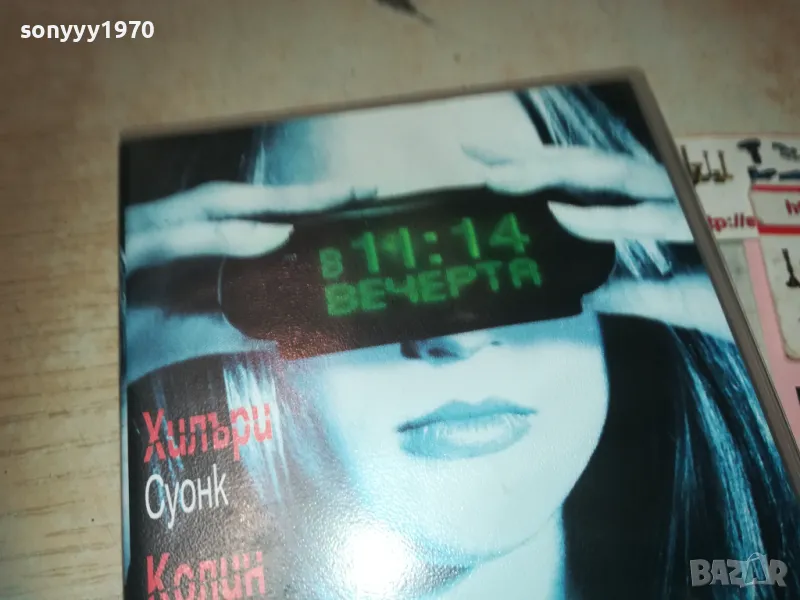 sonyyy1970
в 11:14
ВЕЧЕРТА
Хилъри
Суонк
Колин
BAZAR